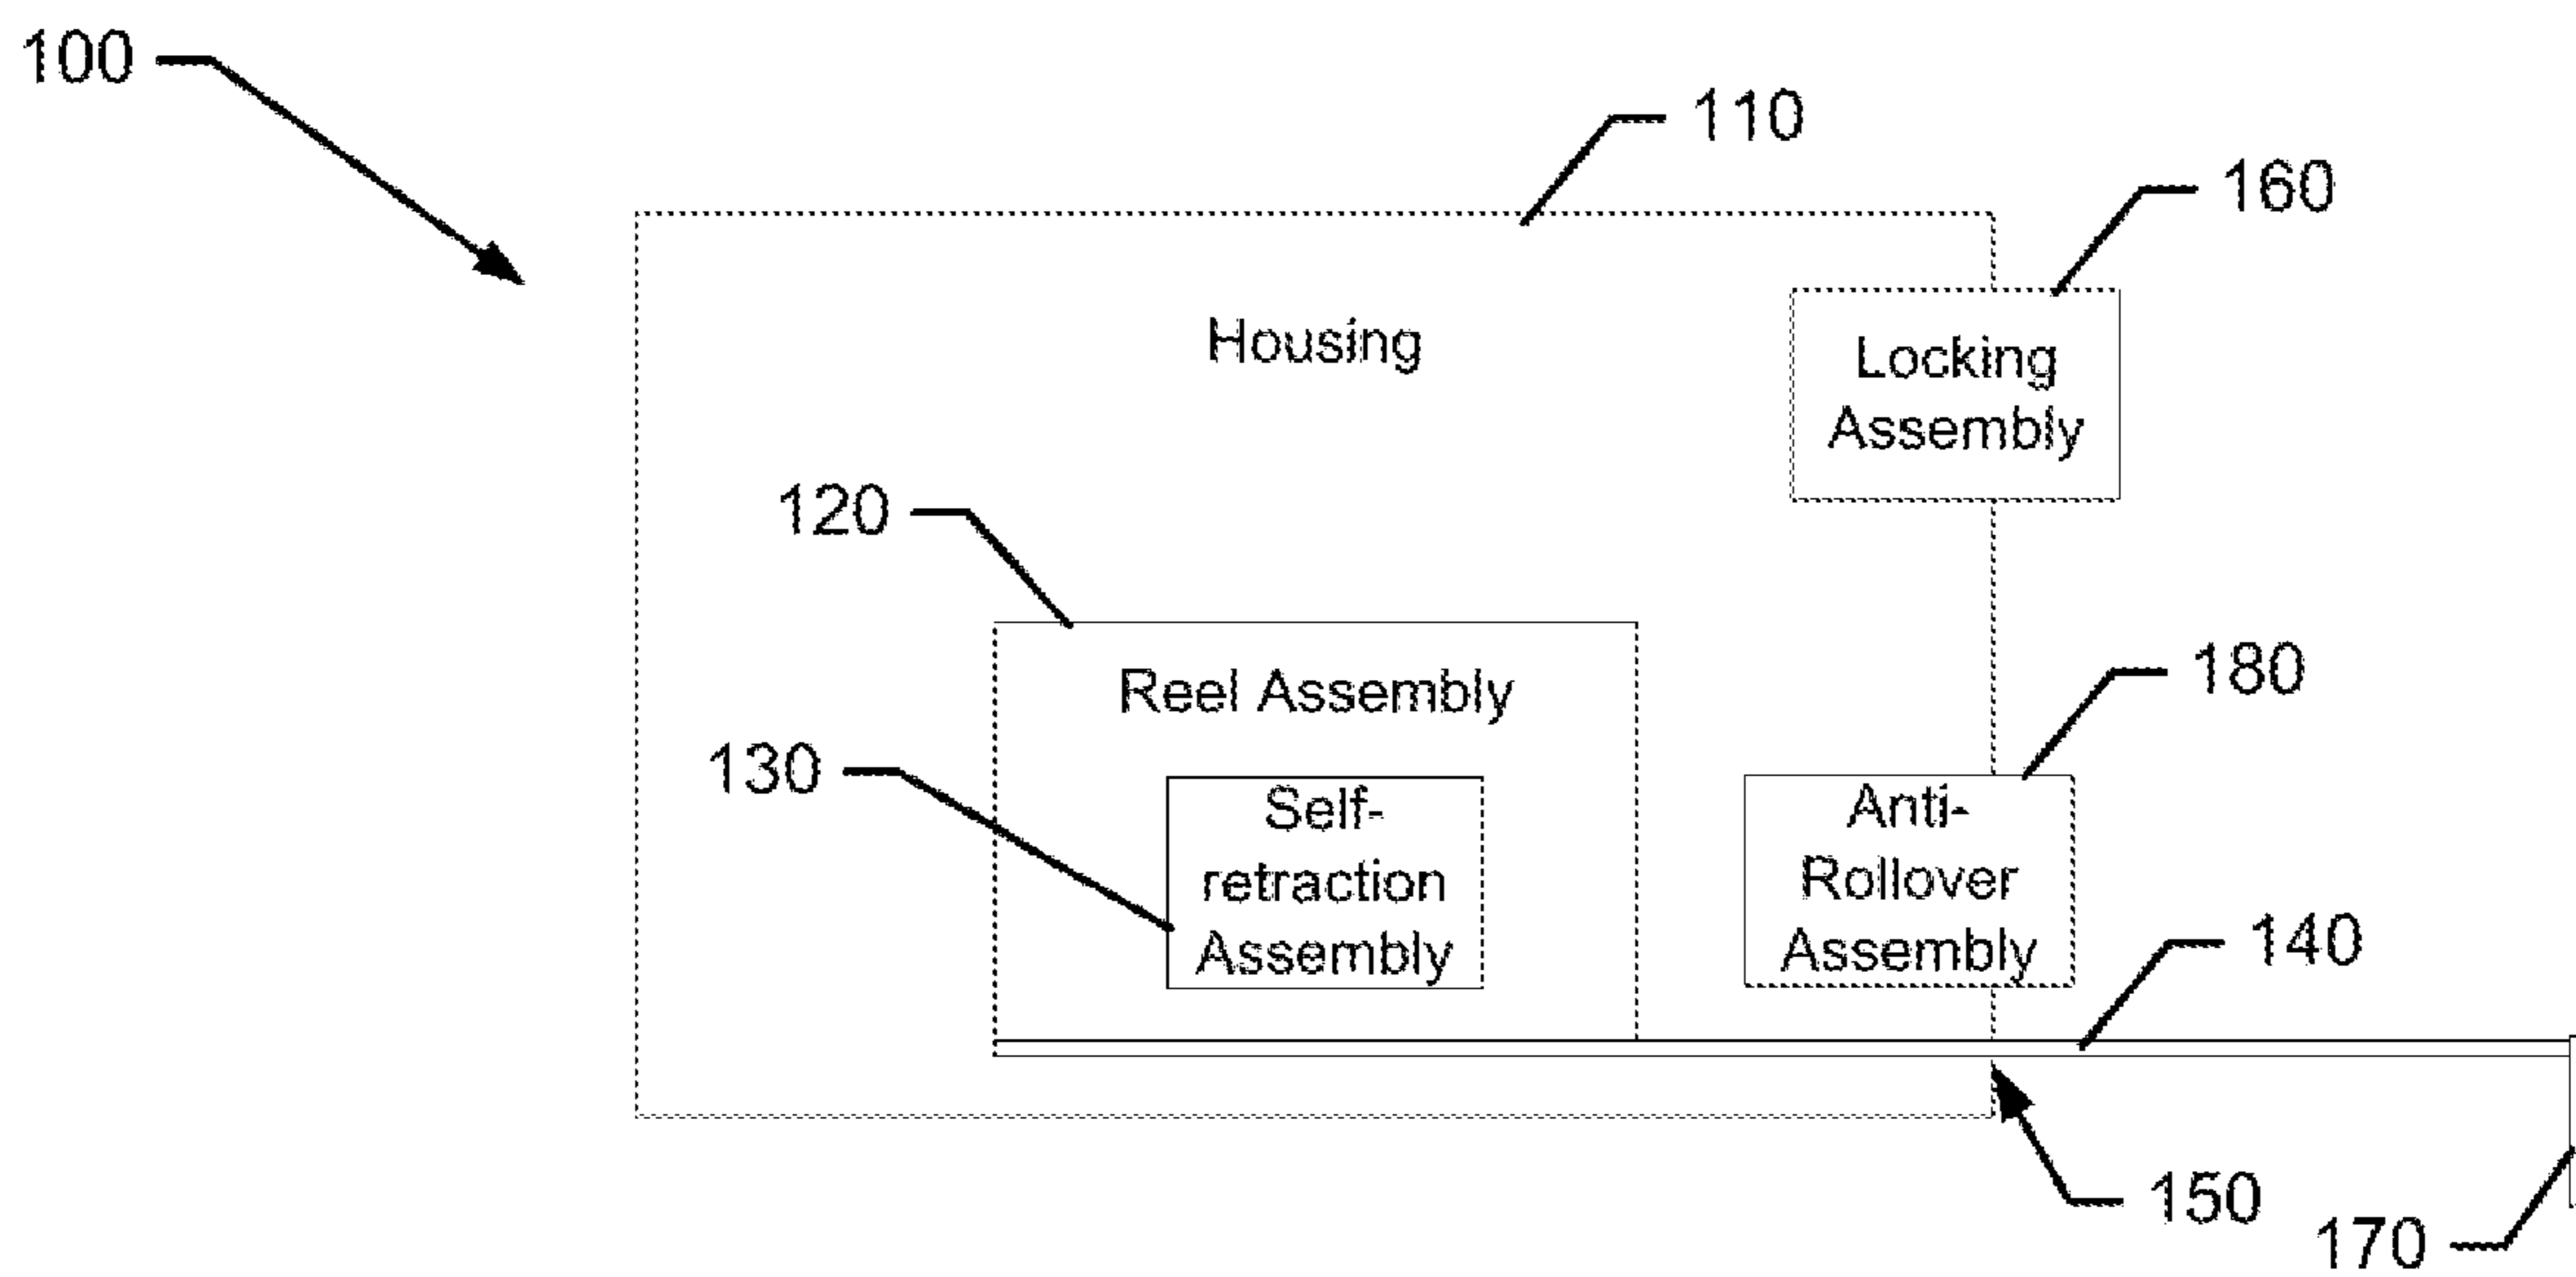 100
110
160
Housing
Locking
Assembly
120
180
Reel Assembly
130
Self-
retraction
Assembly
Anti-
Rollover
Assembly
140
150
170